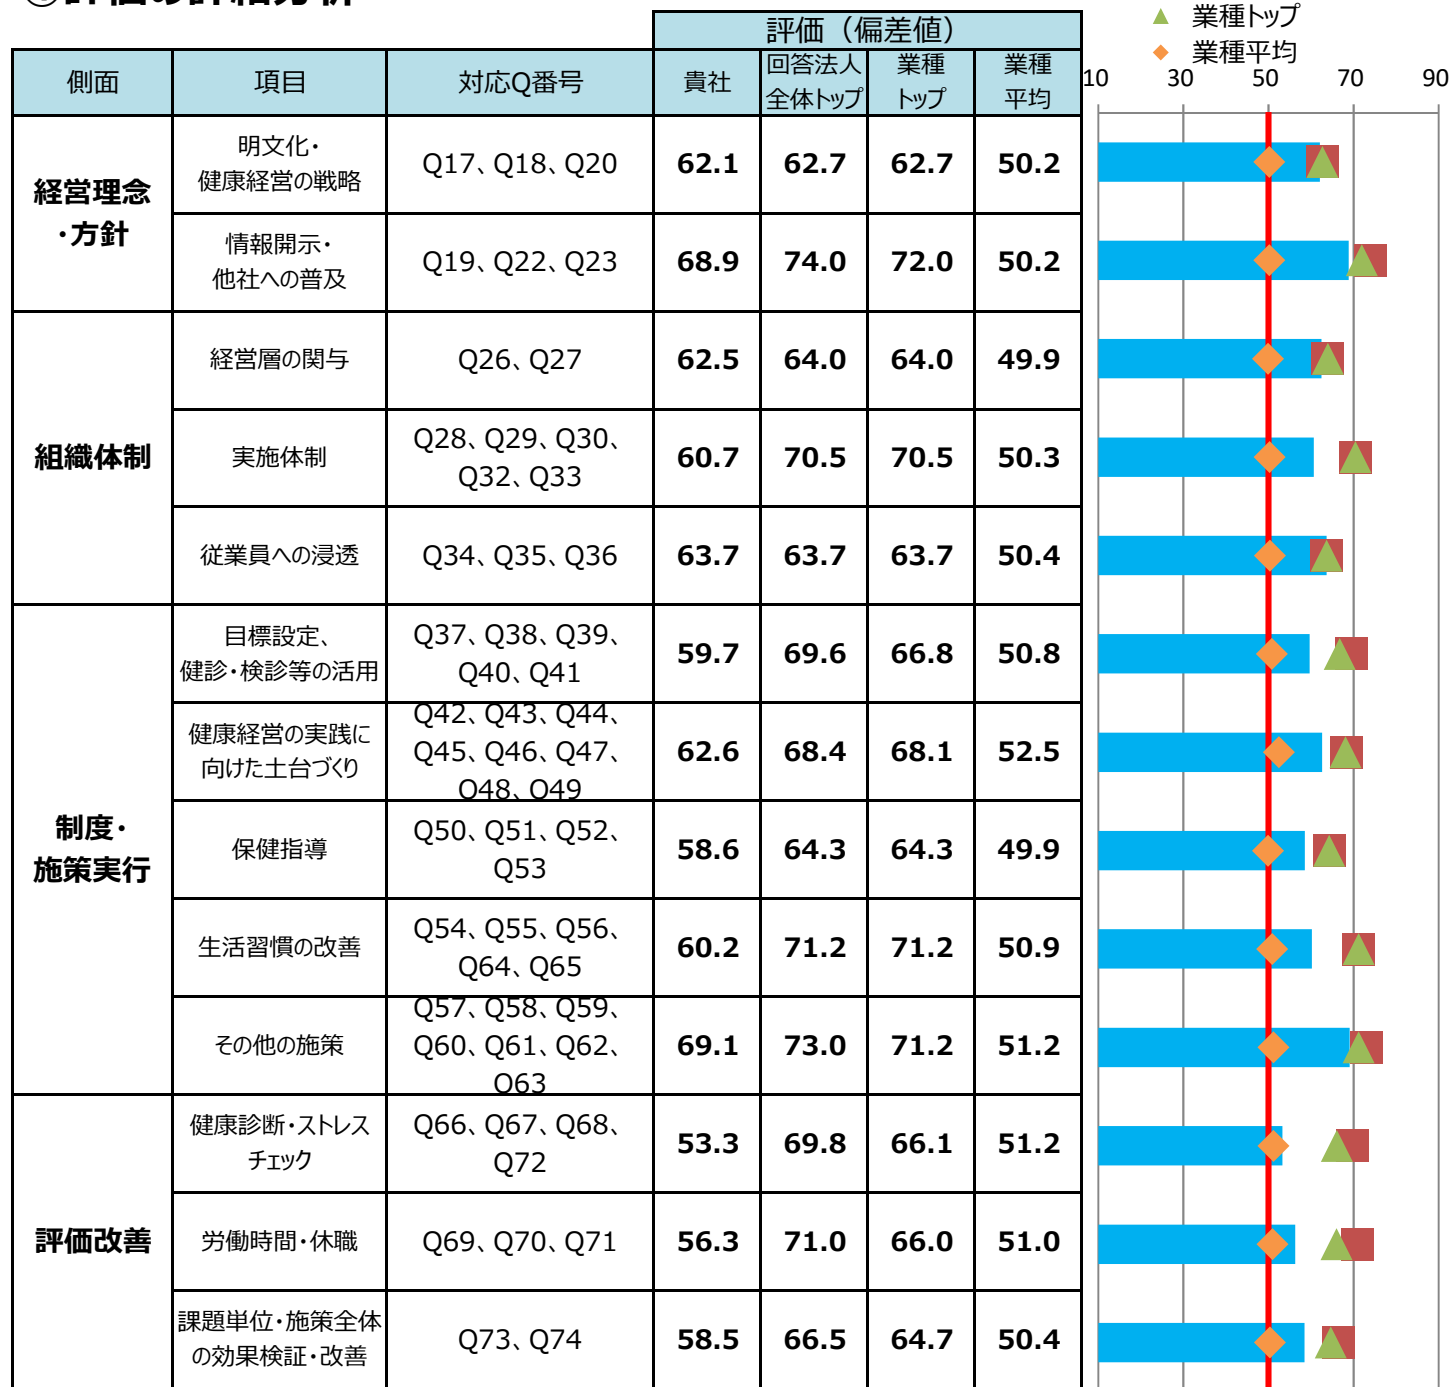 ①評価の詳細分析
評価（偏差値）
側面 項目 対応Q番号 貴社 回答法人全体トップ 業種トップ 業種平均
▲ 業種トップ
◆ 業種平均
10 30 50 70 90
経営理念
・方針
明文化・
健康経営の戦略
Q17、Q18、Q20
62.1 62.7 62.7 50.2
情報開示・
他社への普及
Q19、Q22、Q23
68.9 74.0 72.0 50.2
組織体制
経営層の関与
Q26、Q27
62.5 64.0 64.0 49.9
実施体制
Q28、Q29、Q30、
Q32、Q33
60.7 70.5 70.5 50.3
従業員への浸透
Q34、Q35、Q36
63.7 63.7 63.7 50.4
制度・
施策実行
目標設定、
健診・検診等の活用
Q37、Q38、Q39、
Q40、Q41
59.7 69.6 66.8 50.8
健康経営の実践に
向けた土台づくり
Q42、Q43、Q44、
Q45、Q46、Q47、
Q48、Q49
62.6 68.4 68.1 52.5
保健指導
Q50、Q51、Q52、
Q53
58.6 64.3 64.3 49.9
生活習慣の改善
Q54、Q55、Q56、
Q64、Q65
60.2 71.2 71.2 50.9
その他の施策
Q57、Q58、Q59、
Q60、Q61、Q62、
Q63
69.1 73.0 71.2 51.2
評価改善
健康診断・ストレス
チェック
Q66、Q67、Q68、
Q72
53.3 69.8 66.1 51.2
労働時間・休職
Q69、Q70、Q71
56.3 71.0 66.0 51.0
課題単位・施策全体
の効果検証・改善
Q73、Q74
58.5 66.5 64.7 50.4